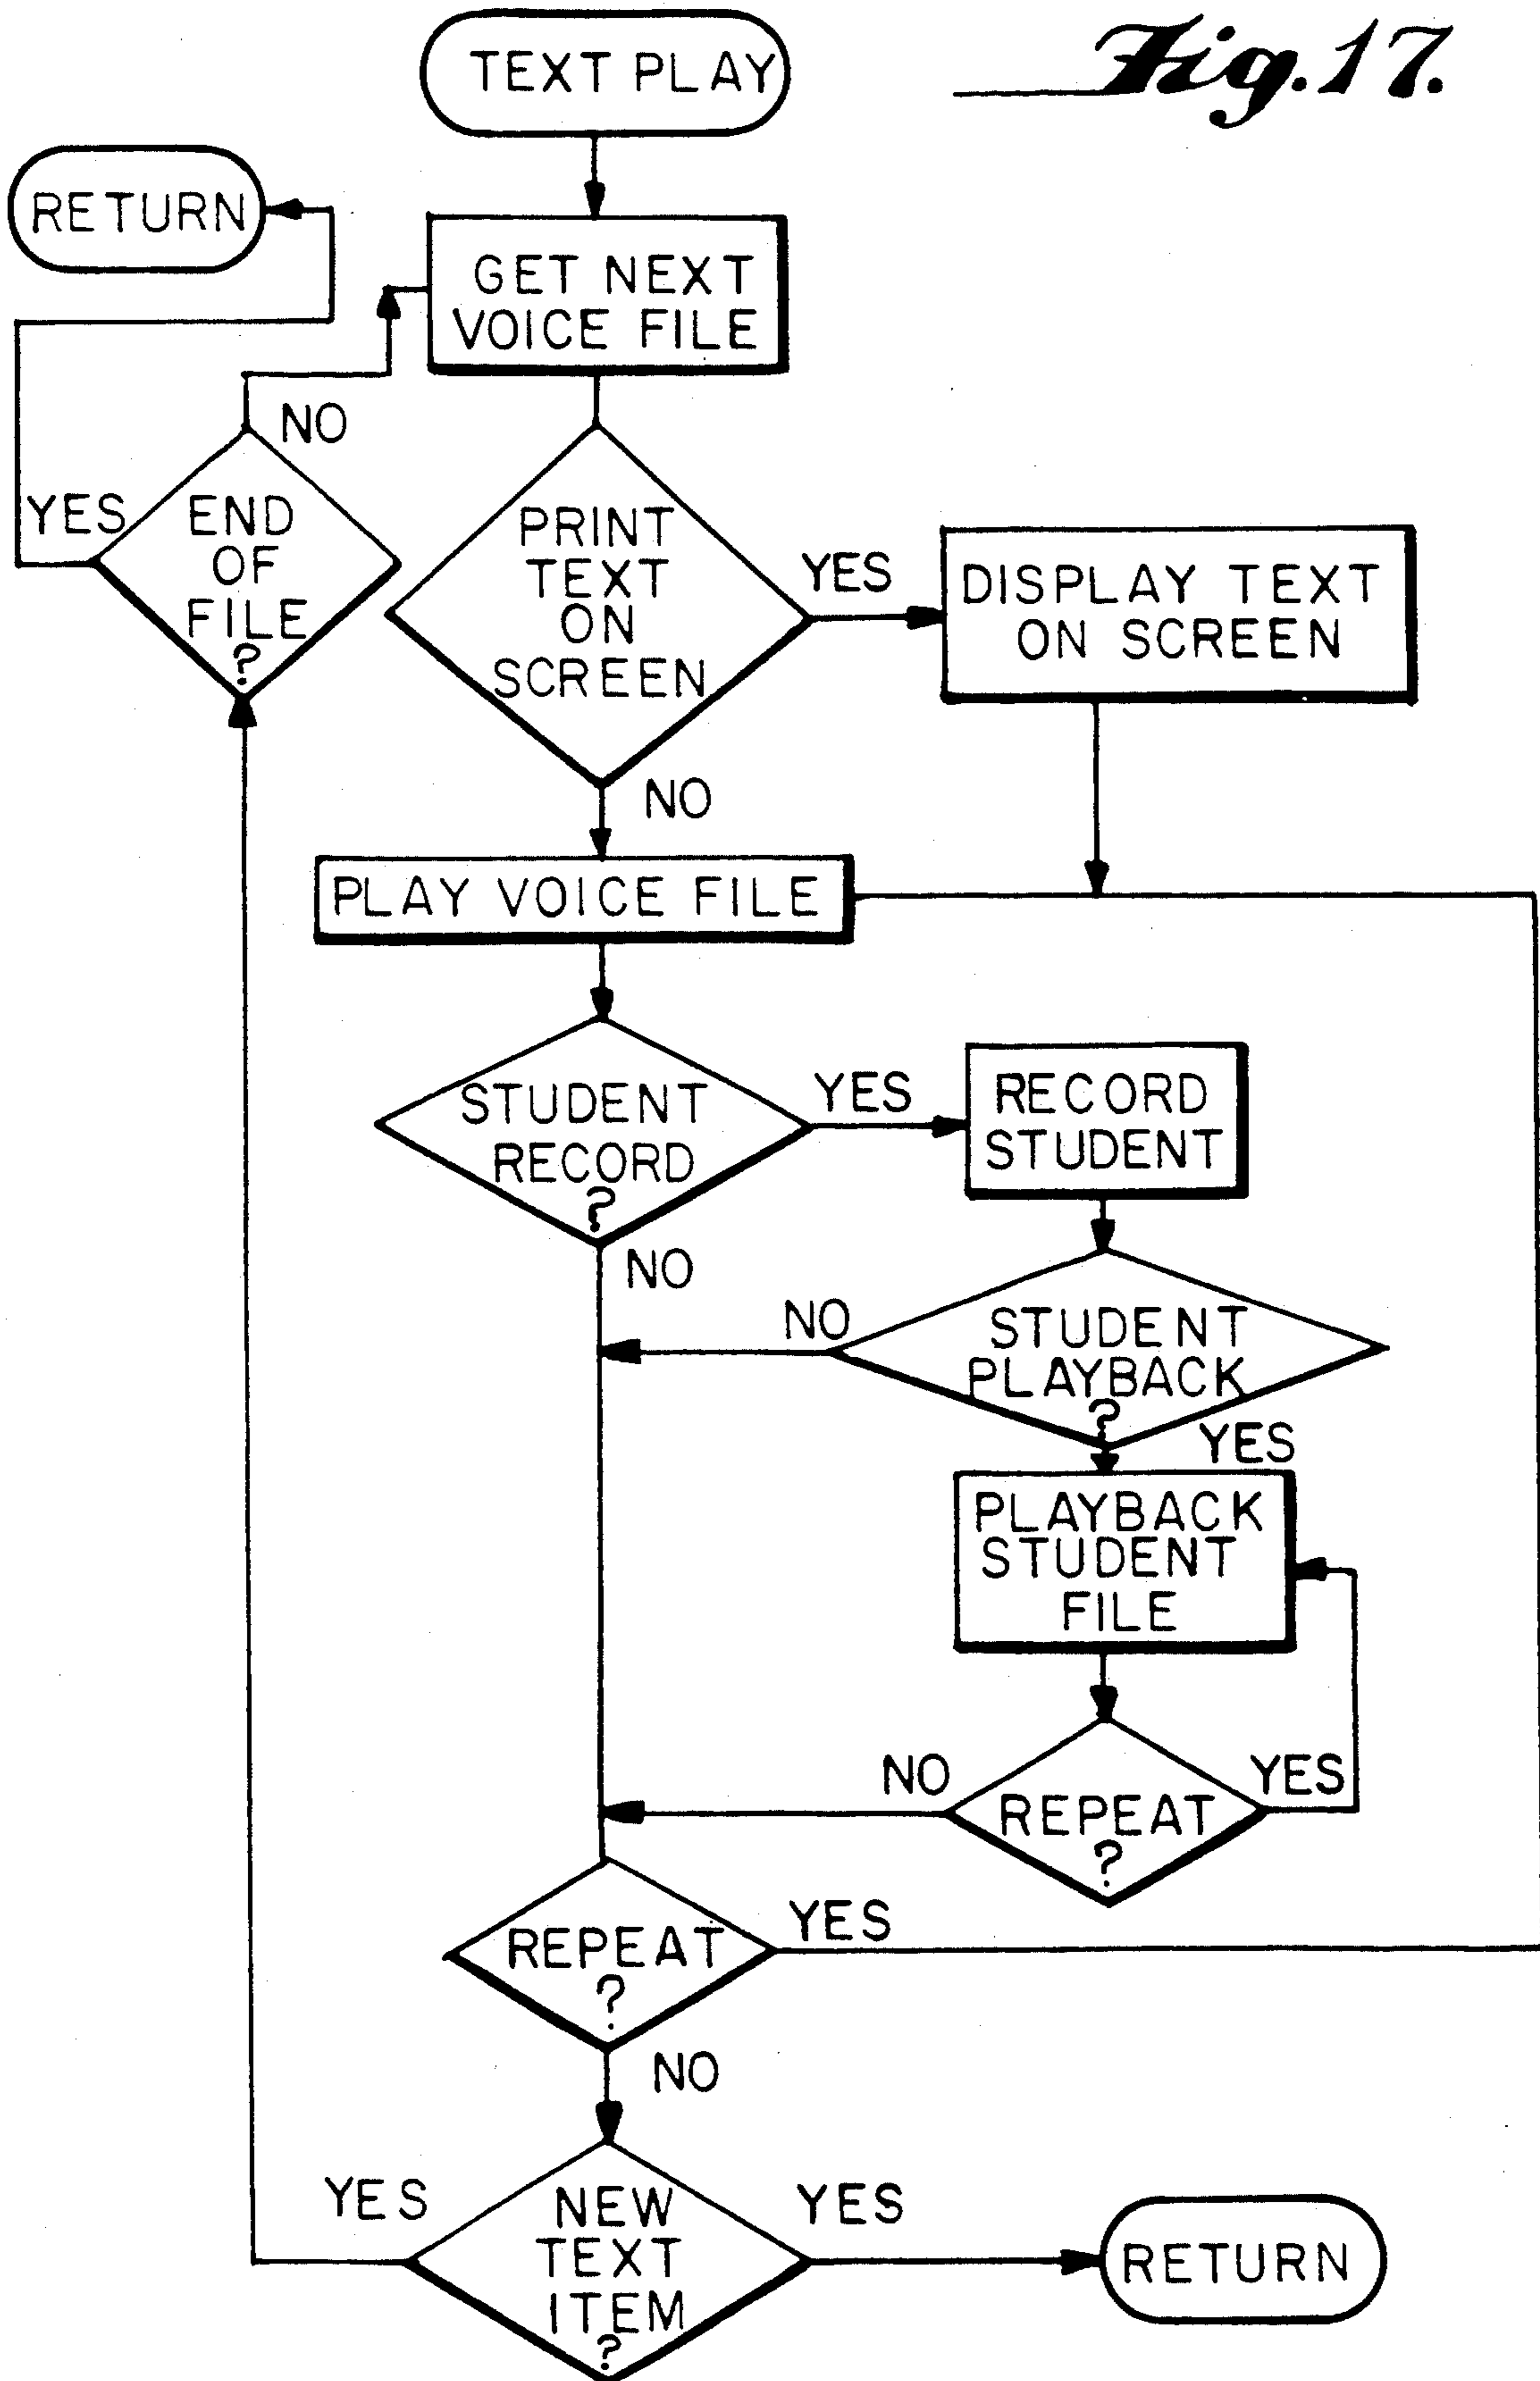 Fig. 17.
TEXT PLAY
RETURN
GET NEXT
VOICE FILE
NO
YES
END
OF
FILE
?
PRINT
TEXT
ON
SCREEN
YES
DISPLAY TEXT
ON SCREEN
NO
PLAY VOICE FILE
STUDENT
RECORD
?
YES
RECORD
STUDENT
NO
NO
STUDENT
PLAYBACK
?
YES
PLAYBACK
STUDENT
FILE
NO
REPEAT
?
YES
REPEAT
?
YES
NO
YES
NEW
TEXT
ITEM
?
YES
RETURN